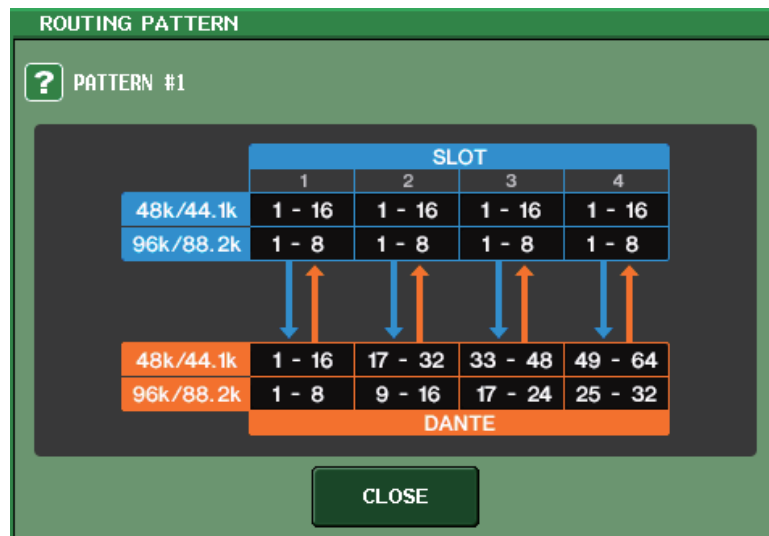 ROUTING PATTERN
? PATTERN #1
SLOT
1 2 3 4
48k/44.1k 1 - 16 1 - 16 1 - 16 1 - 16
96k/88.2k 1 - 8 1 - 8 1 - 8 1 - 8
48k/44.1k 1 - 16 17 - 32 33 - 48 49 - 64
96k/88.2k 1 - 8 9 - 16 17 - 24 25 - 32
DANTE
CLOSE